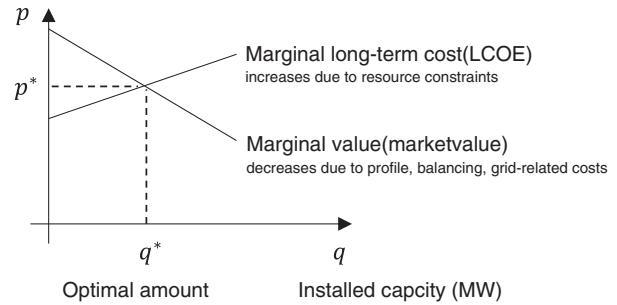 p
Marginal long-term cost(LCOE)
increases due to resource constraints
p*
Marginal value(marketvalue)
decreases due to profile, balancing, grid-related costs
q*
q
Optimal amount
Installed capcity (MW)